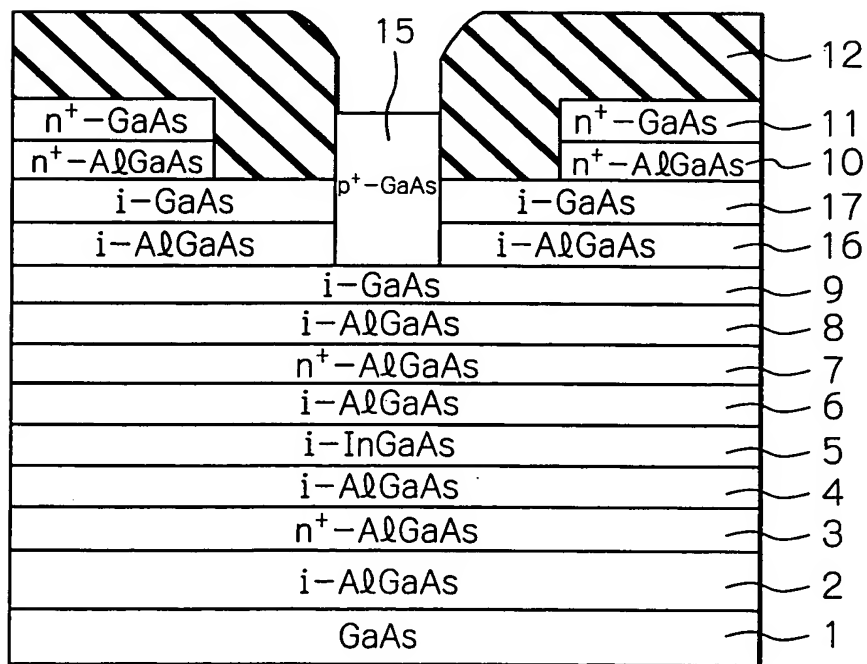 15
12
n⁺-GaAs n⁺-GaAs 11
n⁺-AlGaAs n⁺-AlGaAs 10
p⁺-GaAs
i-GaAs i-GaAs 17
i-AlGaAs i-AlGaAs 16
i-GaAs 9
i-AlGaAs 8
n⁺-AlGaAs 7
i-AlGaAs 6
i-InGaAs 5
i-AlGaAs 4
n⁺-AlGaAs 3
i-AlGaAs 2
GaAs 1